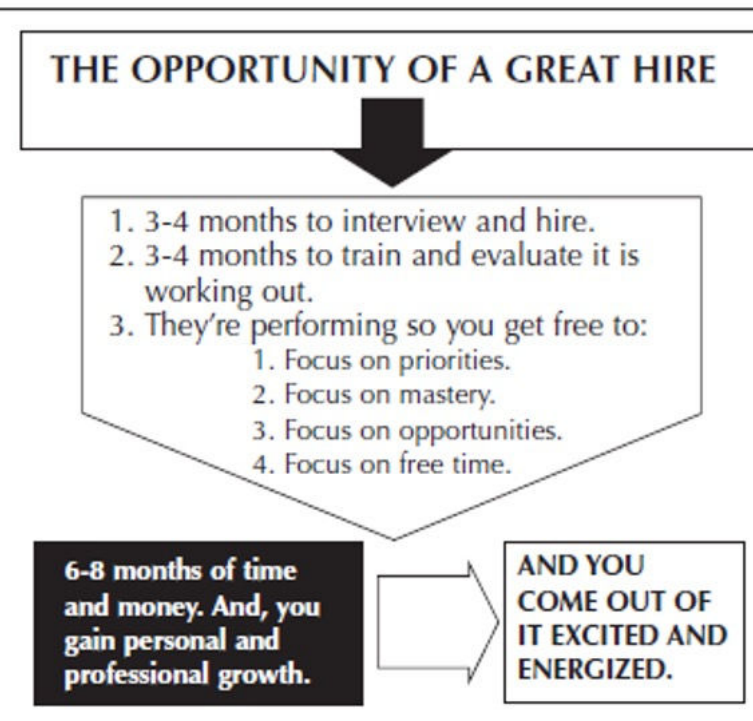 THE OPPORTUNITY OF A GREAT HIRE
1. 3-4 months to interview and hire.
2. 3-4 months to train and evaluate it is
working out.
3. They're performing so you get free to:
1. Focus on priorities.
2. Focus on mastery.
3. Focus on opportunities.
4. Focus on free time.
6-8 months of time
and money. And, you
gain personal and
professional growth.
AND YOU
COME OUT OF
IT EXCITED AND
ENERGIZED.